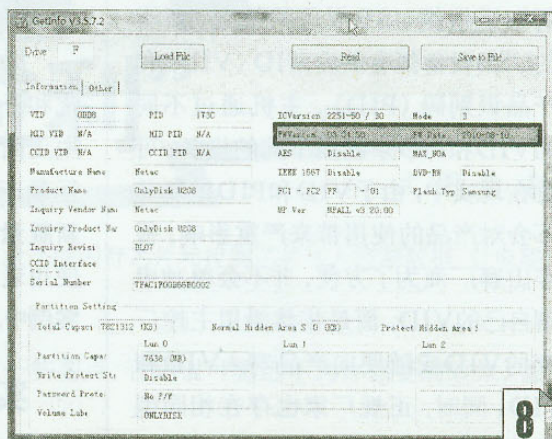 GetInfo V3.5.7.2
Drive F Load File Read Save to File
Information Other
VID 0DD8 PID 173C ICVersion 2251-50 / 30 Mode 3
MID VID N/A MID PID N/A FWVersion 03.01.50 FW Date 2010-08-10
CCID VID N/A CCID PID N/A AES Disable MAX_NOA
Manufacture Name Netac IEEE 1667 Disable DVD-RW Disable
Product Name OnlyDisk U208 FC1 - FC2 FF - 01 Flash Typ Samsung
Inquiry Vendor Nam Netac MP Ver MPALL v3.20.00
Inquiry Product Na OnlyDisk U208
Inquiry Revisi
CCID Interface
Serial Number
Partition Setting
Total Capaci 7821312 (KB) Normal Hidden Area S 0 (KB) Protect Hidden Area
Lun 0 Lun 1 Lun 2
Partition Capac 7638 (MB)
Write Protect St Disable
Password Prote No P/W
Volume Labe ONLYDISK
8